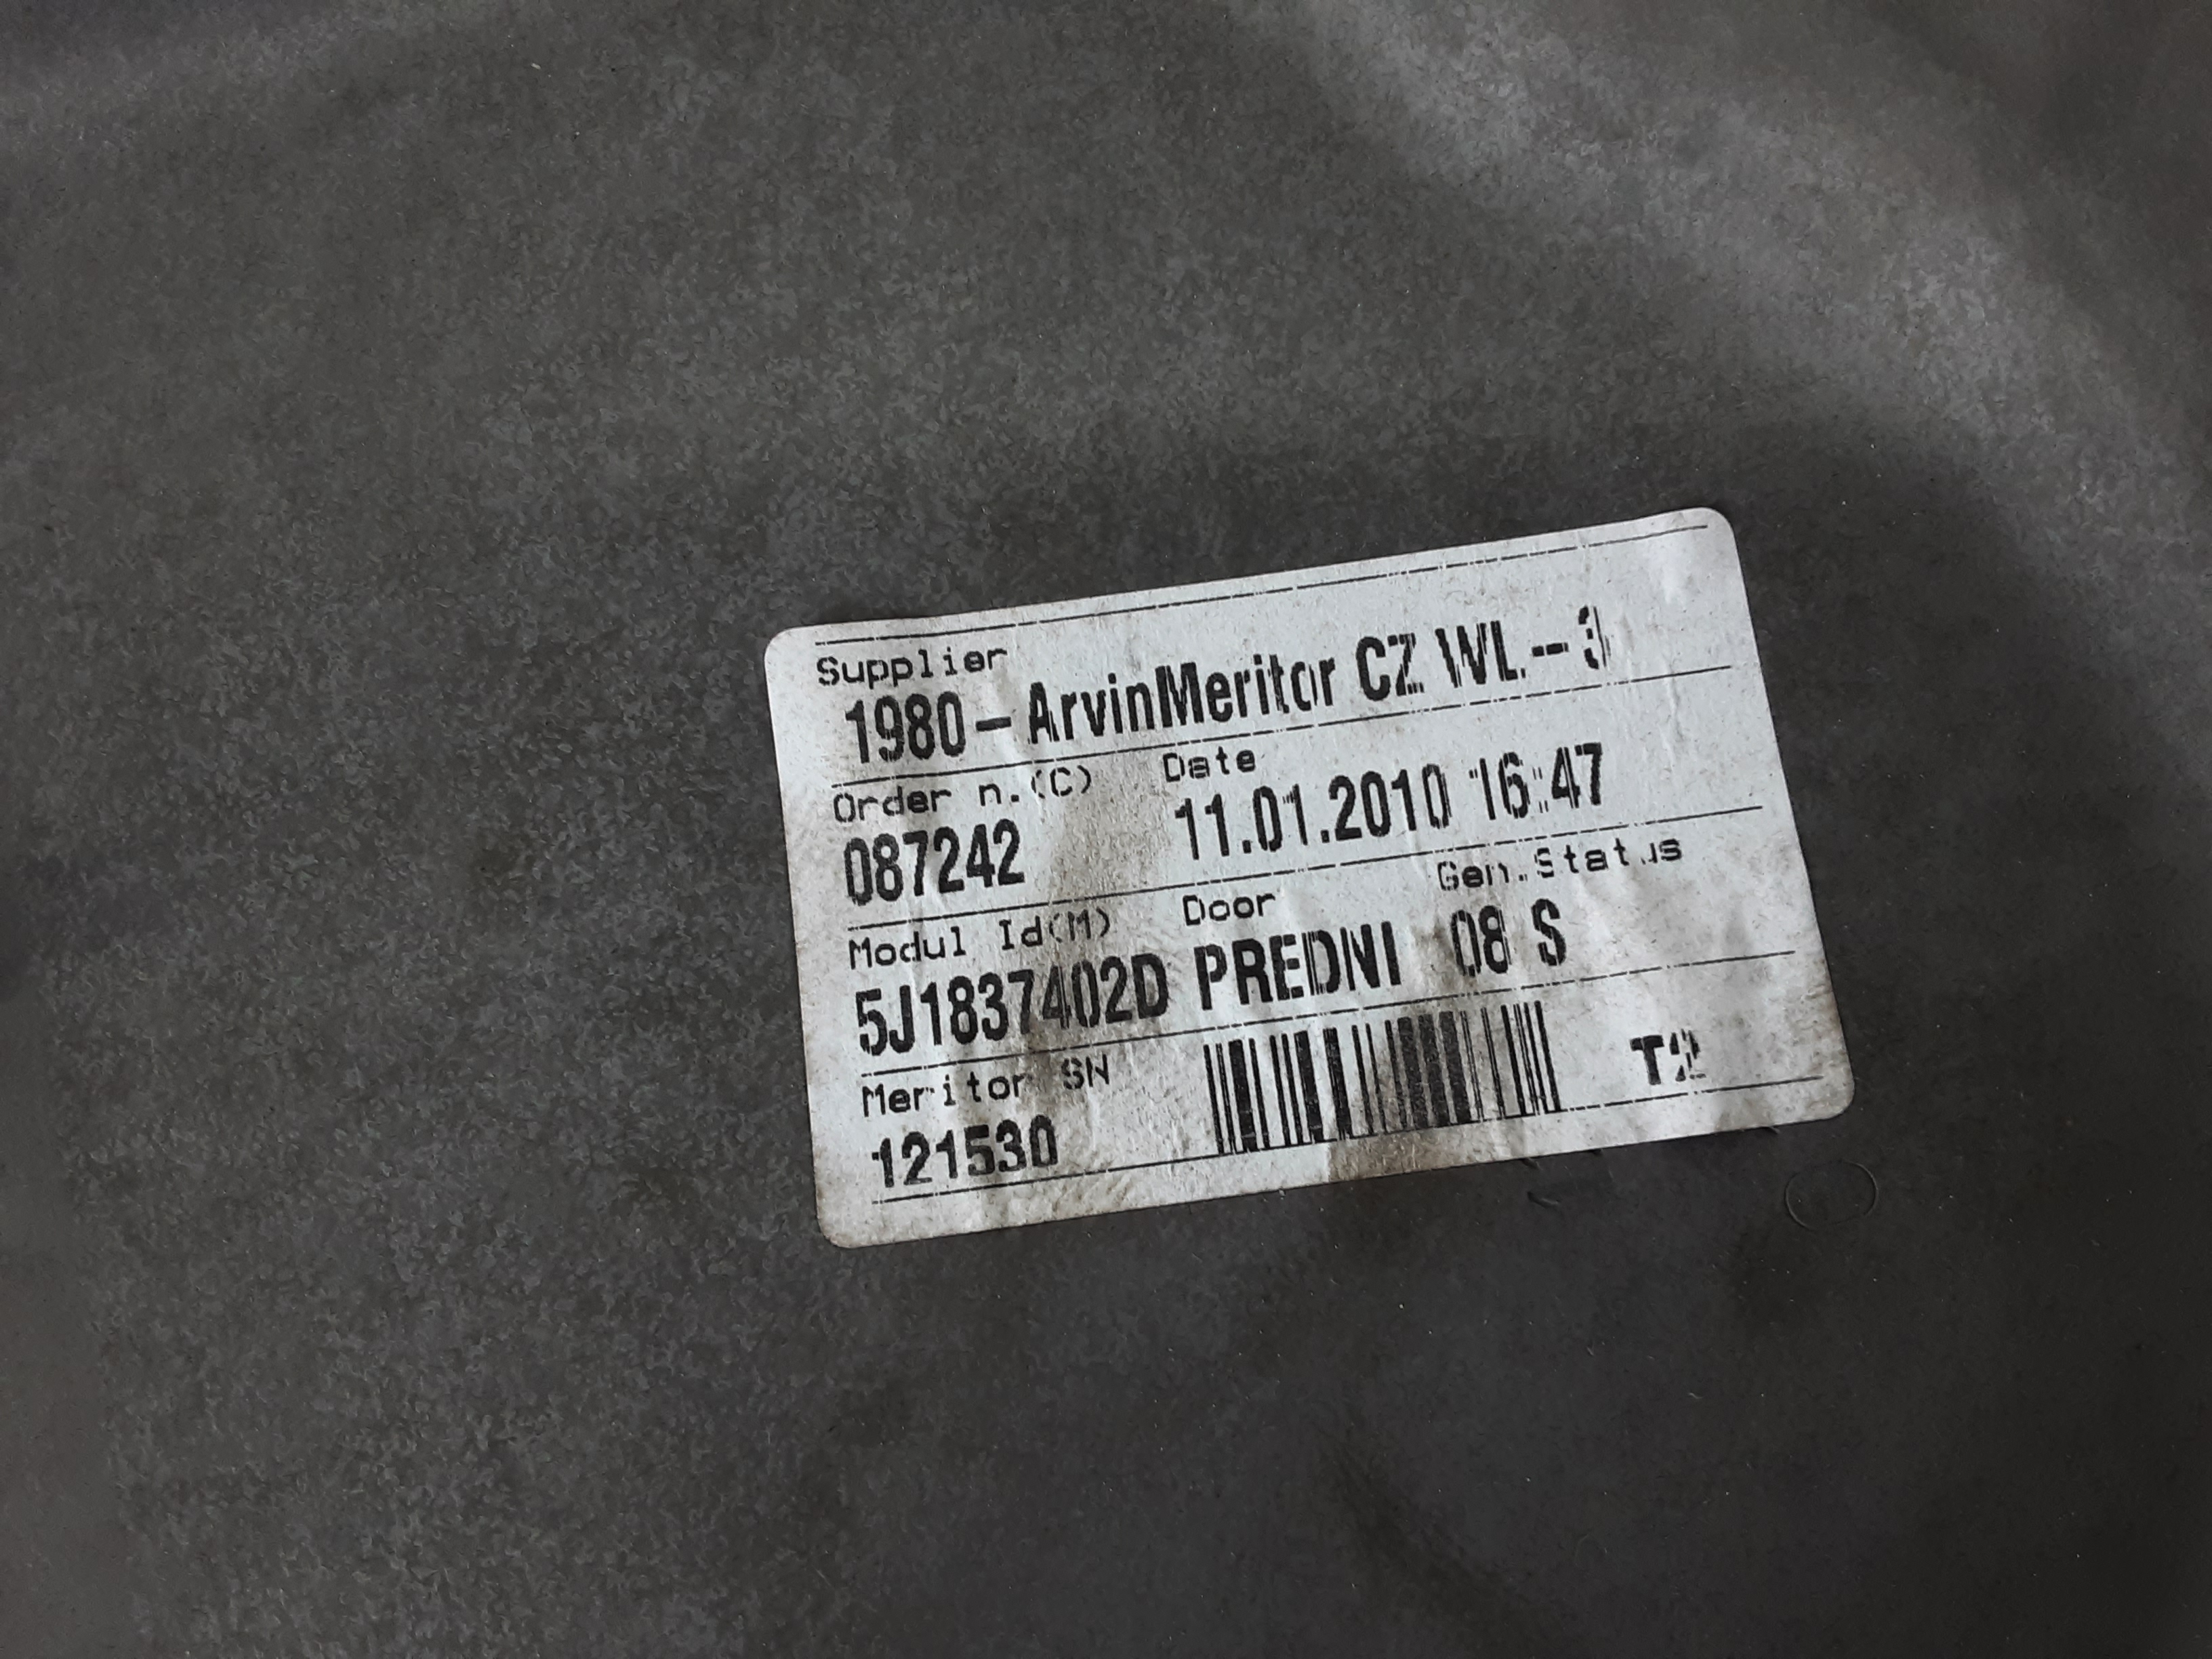 Supplier
1980-ArvinMeritor CZ WL-3
Order n.(C) Date
087242 11.01.2010 16:47
Modul Id(M) Door Gen.Status
5J1837402D PREDNI 08 S
Meritor SN
121530 T2